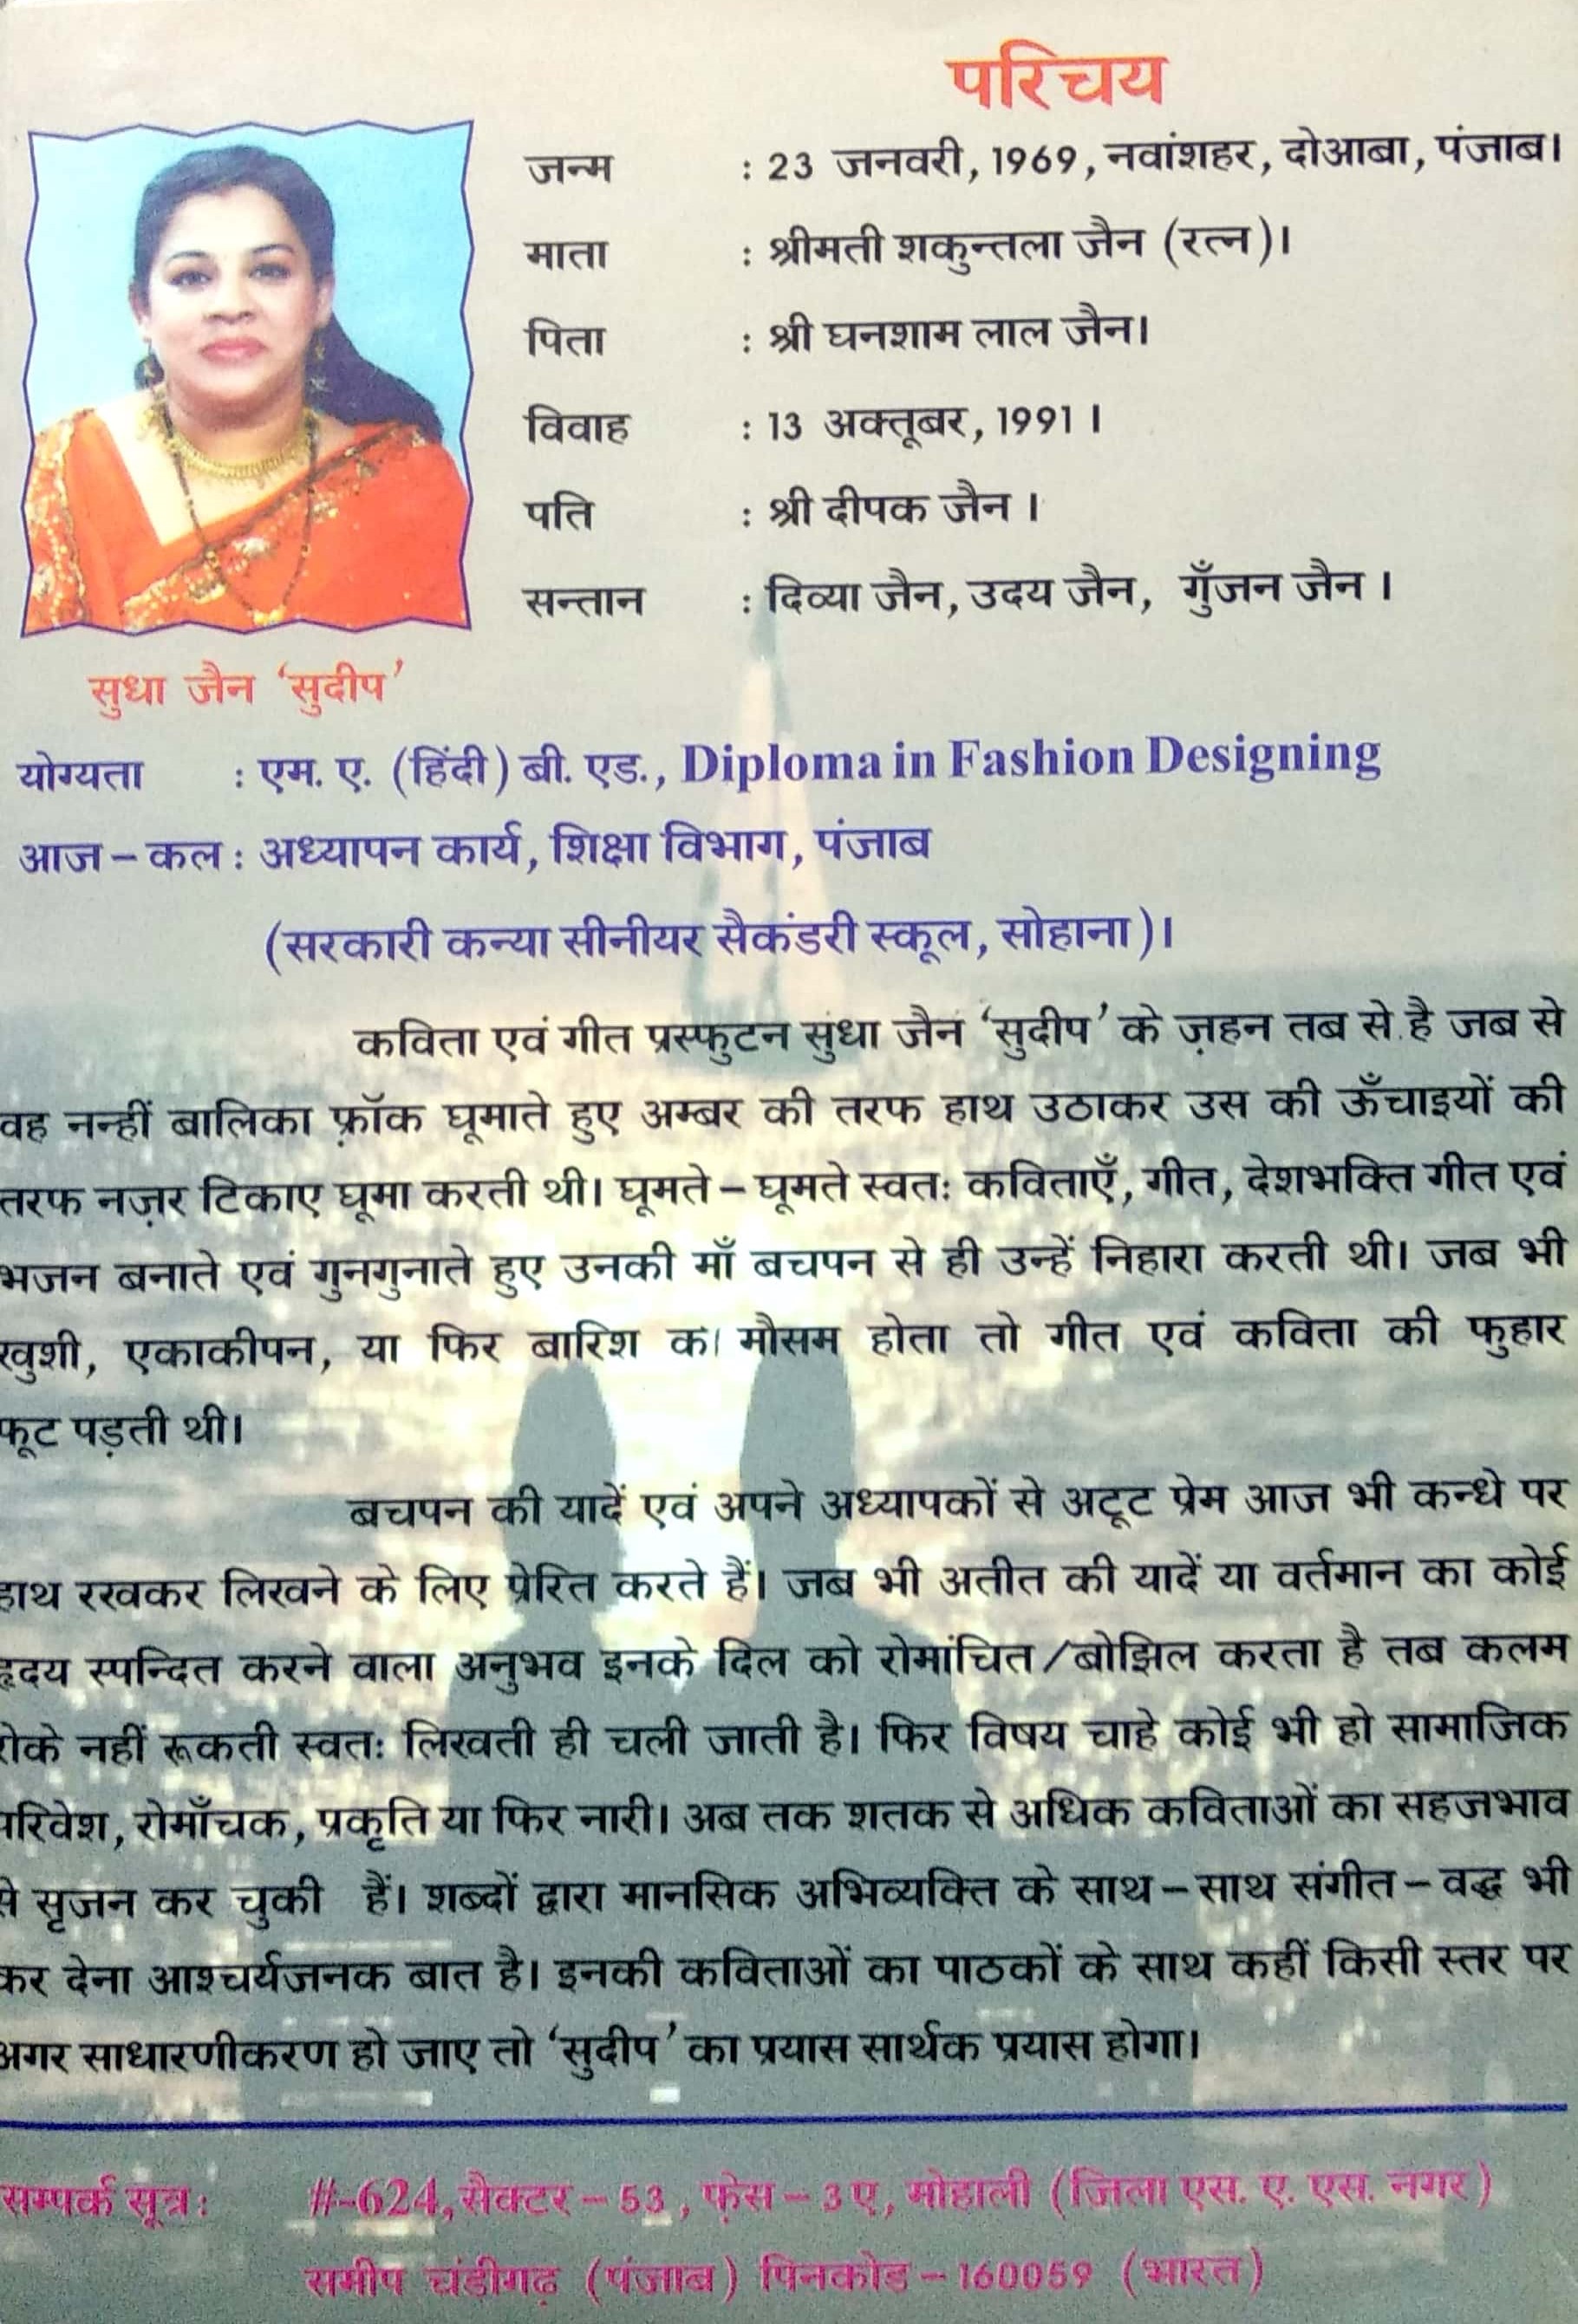 परिचय
जन्म : 23 जनवरी, 1969, नवांशहर, दोआबा, पंजाब।
माता : श्रीमती शकुन्तला जैन (रत्न)।
पिता : श्री घनशाम लाल जैन।
विवाह : 13 अक्तूबर, 1991 ।
पति : श्री दीपक जैन ।
सन्तान : दिव्या जैन, उदय जैन, गुँजन जैन ।
सुधा जैन ‘सुदीप’
योग्यता : एम. ए. (हिंदी) बी. एड., Diploma in Fashion Designing
आज – कल : अध्यापन कार्य, शिक्षा विभाग, पंजाब
(सरकारी कन्या सीनीयर सैकंडरी स्कूल, सोहाना)।
कविता एवं गीत प्रस्फुटन सुधा जैन ‘सुदीप’ के ज़हन तब से है जब से
वह नन्हीं बालिका फ़्रॉक घूमाते हुए अम्बर की तरफ हाथ उठाकर उस की ऊँचाइयों की
तरफ नज़र टिकाए घूमा करती थी। घूमते – घूमते स्वतः कविताएँ, गीत, देशभक्ति गीत एवं
भजन बनाते एवं गुनगुनाते हुए उनकी माँ बचपन से ही उन्हें निहारा करती थी। जब भी
खुशी, एकाकीपन, या फिर बारिश का मौसम होता तो गीत एवं कविता की फुहार
फूट पड़ती थी।
बचपन की यादें एवं अपने अध्यापकों से अटूट प्रेम आज भी कन्धे पर
हाथ रखकर लिखने के लिए प्रेरित करते हैं। जब भी अतीत की यादें या वर्तमान का कोई
हृदय स्पन्दित करने वाला अनुभव इनके दिल को रोमांचित / बोझिल करता है तब कलम
रोके नहीं रूकती स्वतः लिखती ही चली जाती है। फिर विषय चाहे कोई भी हो सामाजिक
परिवेश, रोमाँचक, प्रकृति या फिर नारी। अब तक शतक से अधिक कविताओं का सहजभाव
से सृजन कर चुकी हैं। शब्दों द्वारा मानसिक अभिव्यक्ति के साथ – साथ संगीत – वद्ध भी
कर देना आश्चर्यजनक बात है। इनकी कविताओं का पाठकों के साथ कहीं किसी स्तर पर
अगर साधारणीकरण हो जाए तो ‘सुदीप’ का प्रयास सार्थक प्रयास होगा।
सम्पर्क सूत्र : #-624, सैक्टर – 53, फ़ेस – 3 ए, मोहाली (जिला एस. ए. एस. नगर)
समीप चंडीगढ़ (पंजाब) पिनकोड – 160059 (भारत)